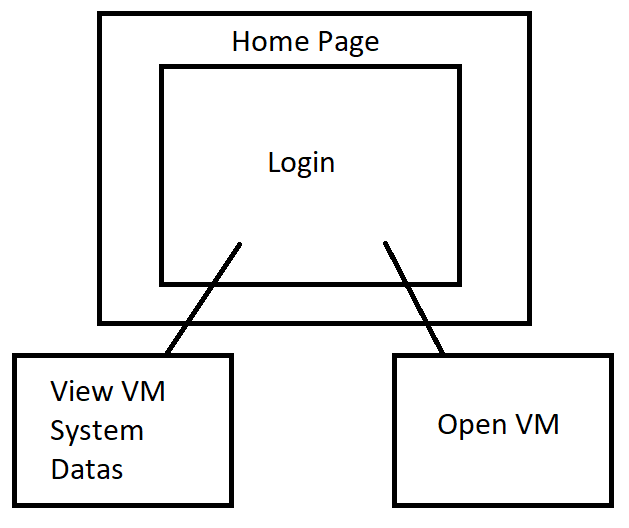 Home Page
Login
View VM
System
Datas
Open VM